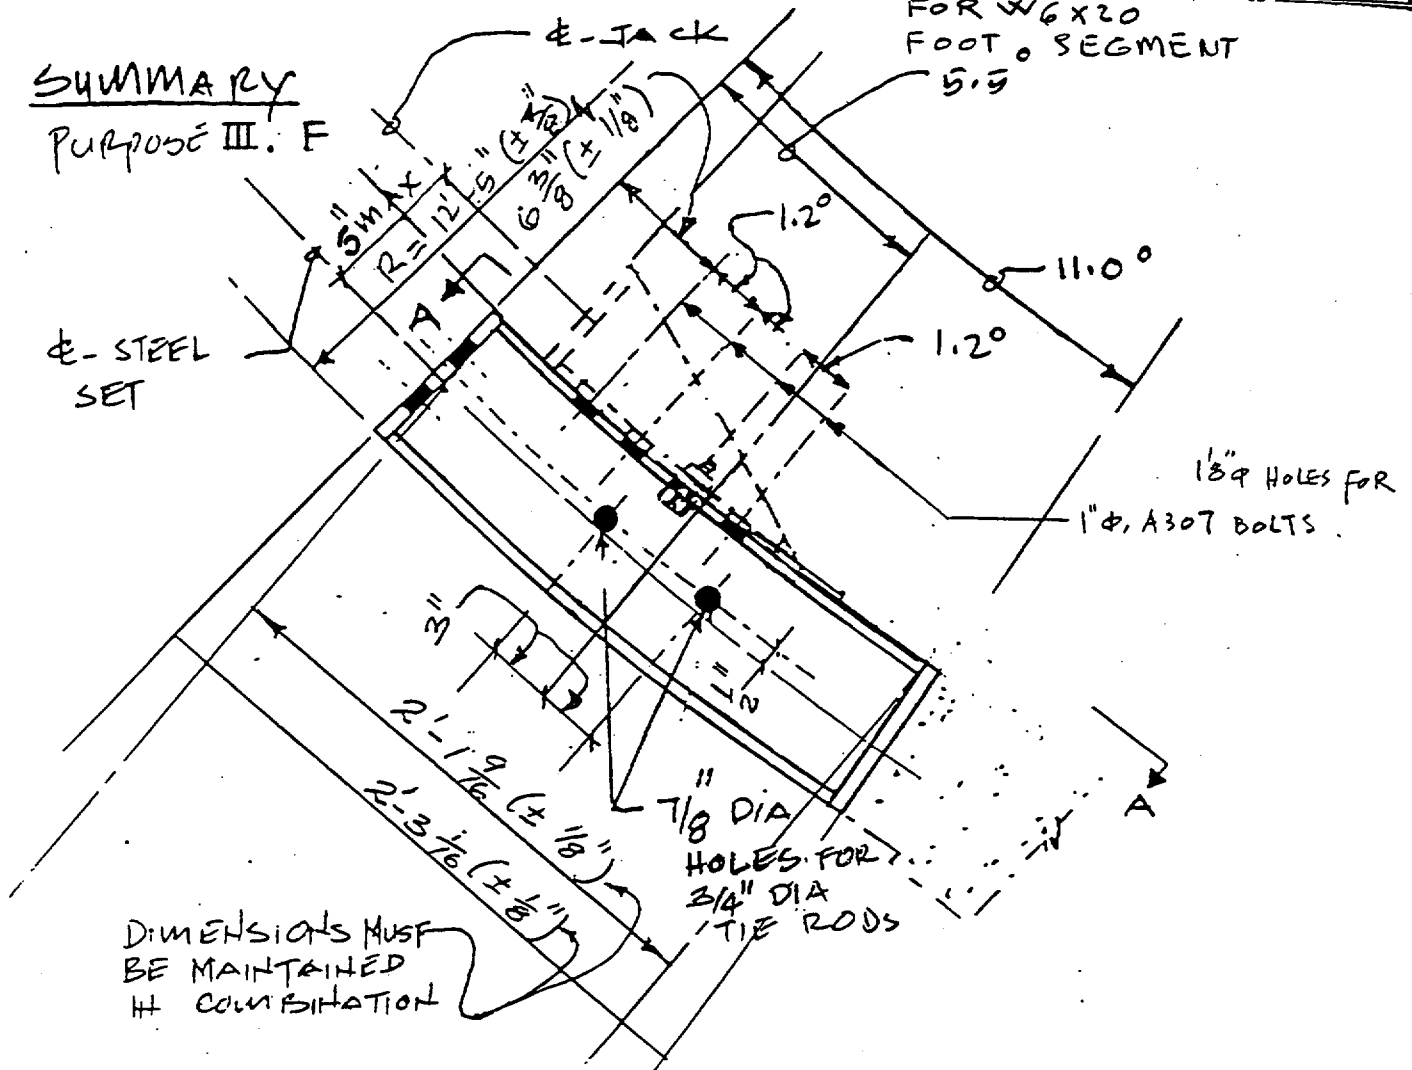 FOR W6X20
FOOT SEGMENT
5.5°
℄-JACK
SUMMARY
PURPOSE III. F
5" MAX
R= 12'-5" (± 1/2")
6 3/8" (± 1/8")
1.2°
11.0°
1.2°
℄- STEEL
SET
A
1 1/8"φ HOLES FOR
1"φ, A307 BOLTS.
3"
1/2"
2'-1 9/16 (± 1/8")
2'-3 1/16 (± 1/8")
7/8" DIA
HOLES FOR
3/4" DIA
TIE RODS
A
DIMENSIONS MUST
BE MAINTAINED
IN COMBINATION